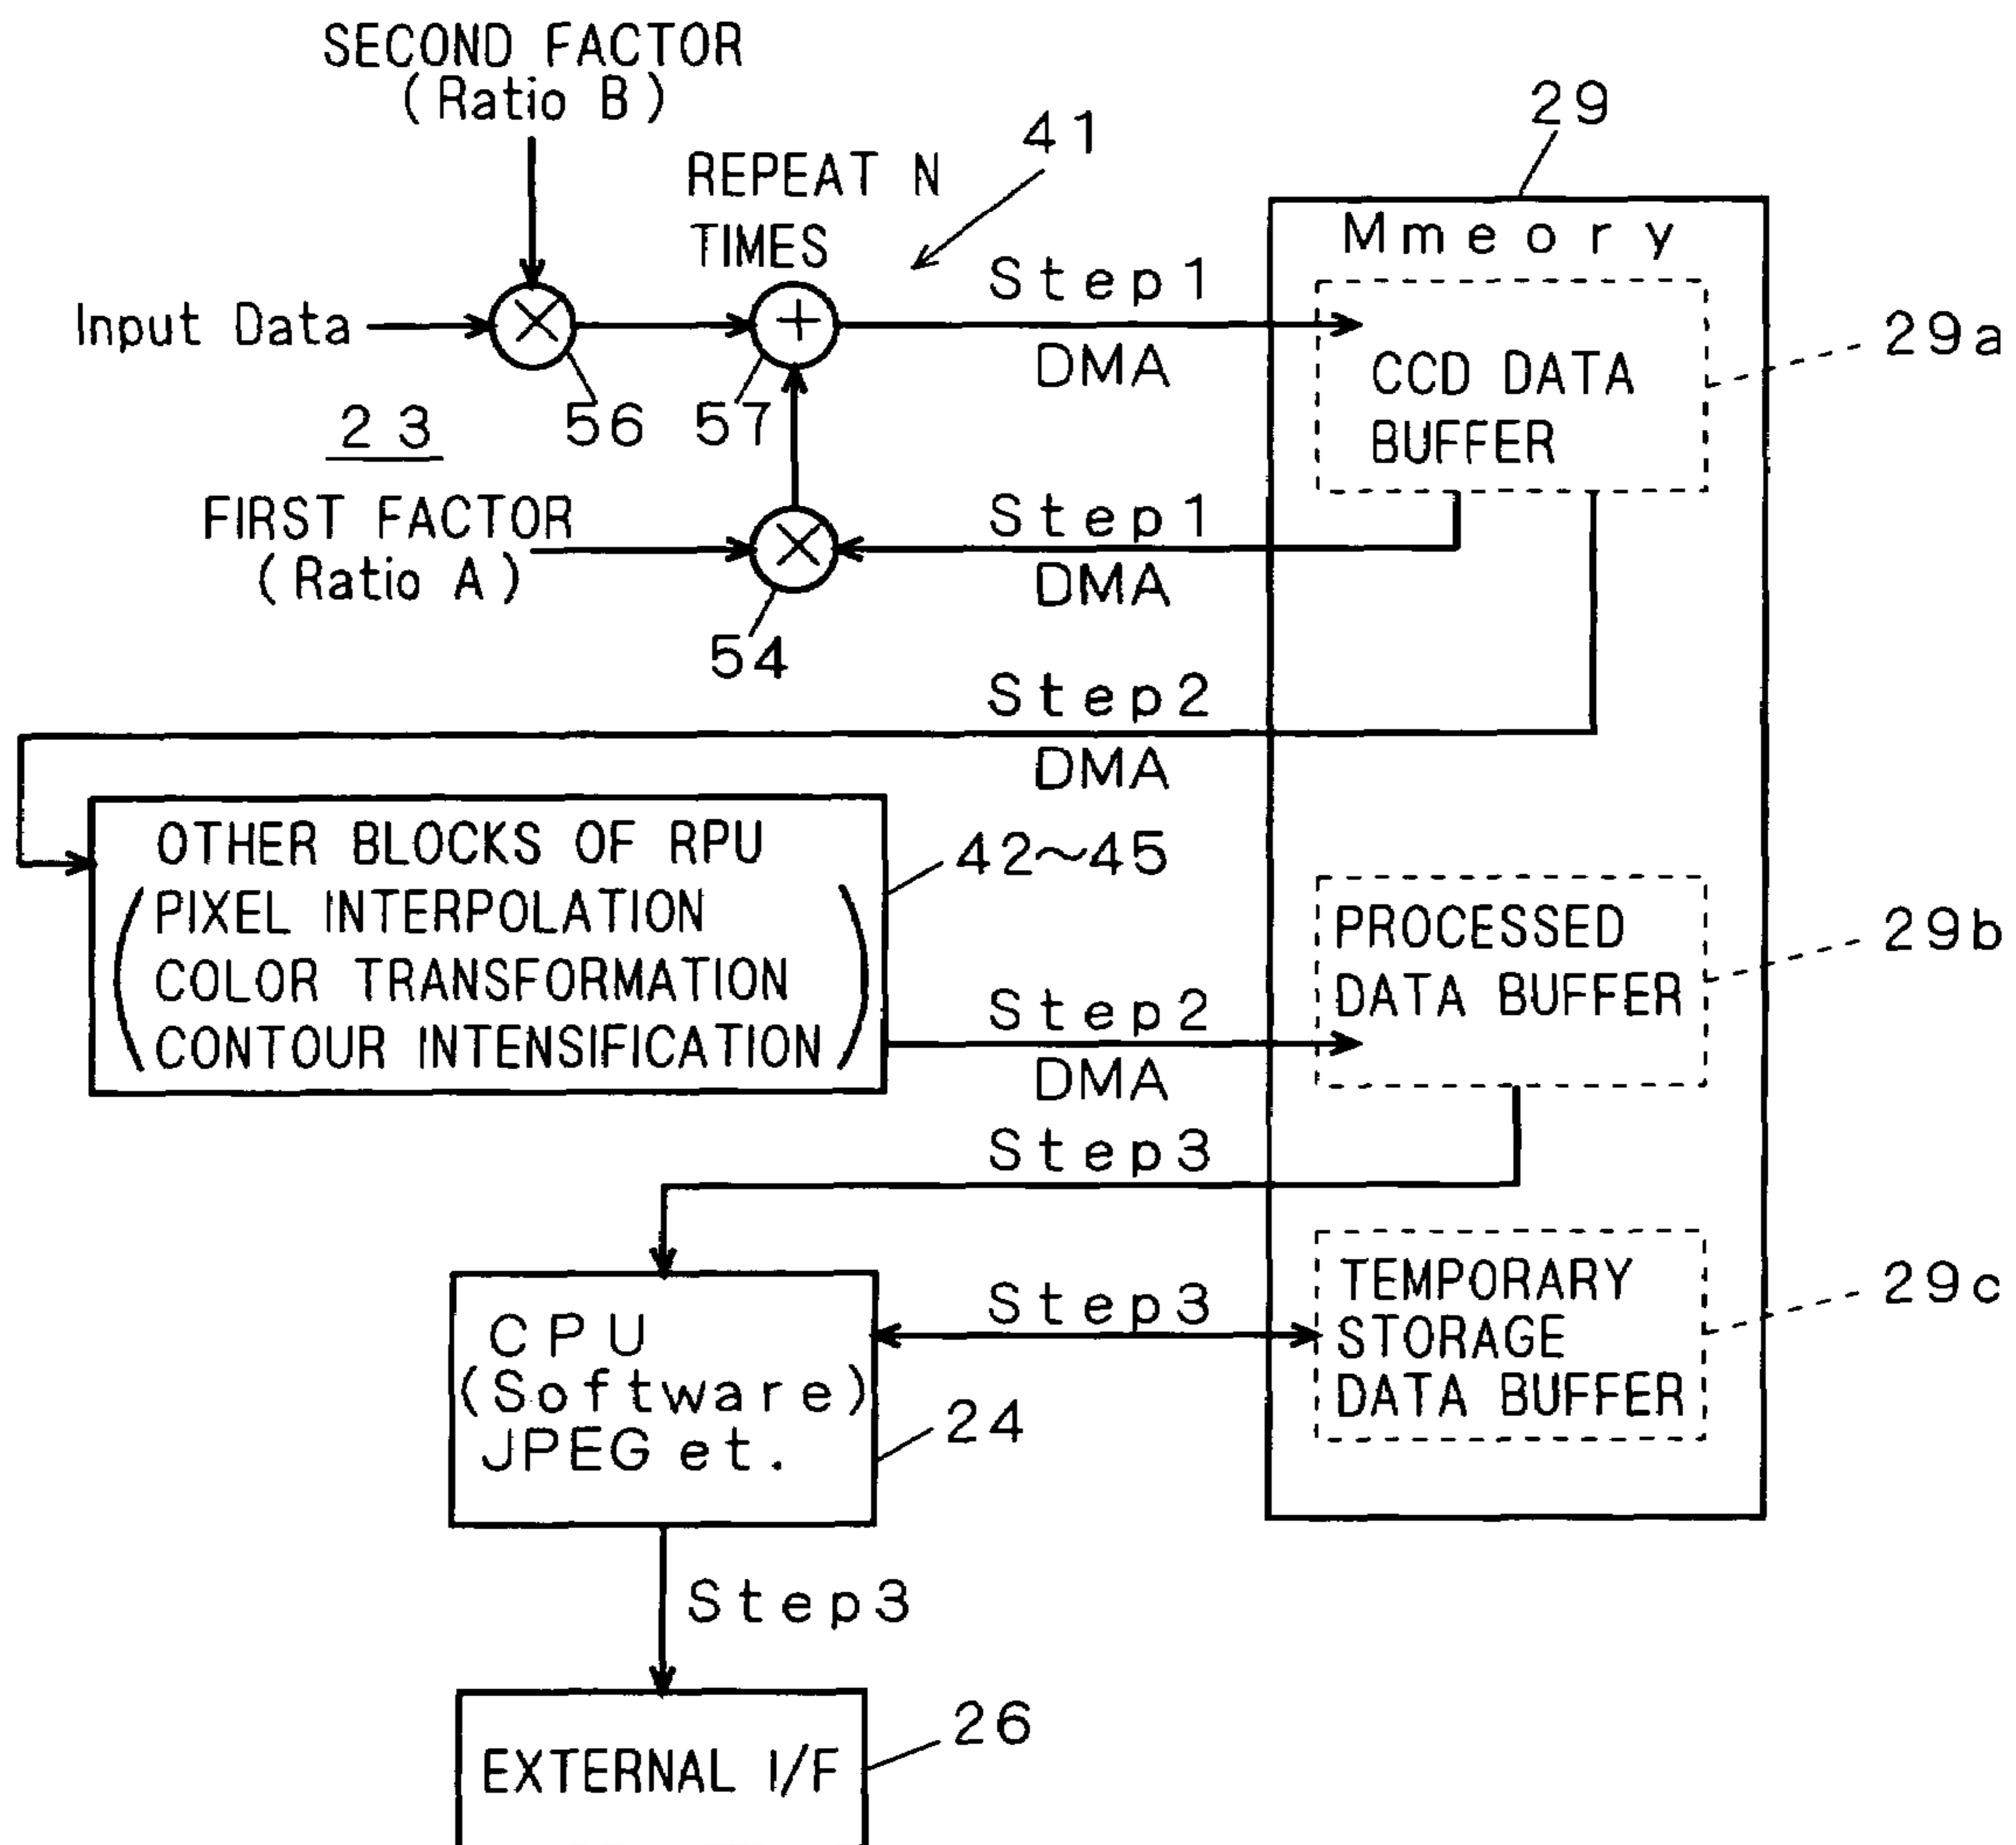 SECOND FACTOR
(Ratio B)
REPEAT N
TIMES
41
29
Mmeory
Input Data
Step1
DMA
CCD DATA
BUFFER
29a
56
57
23
FIRST FACTOR
(Ratio A)
Step1
DMA
54
Step2
DMA
OTHER BLOCKS OF RPU
PIXEL INTERPOLATION
COLOR TRANSFORMATION
CONTOUR INTENSIFICATION
42~45
PROCESSED
DATA BUFFER
29b
Step2
DMA
Step3
CPU
(Software)
JPEG et.
24
Step3
TEMPORARY
STORAGE
DATA BUFFER
29c
Step3
EXTERNAL I/F
26